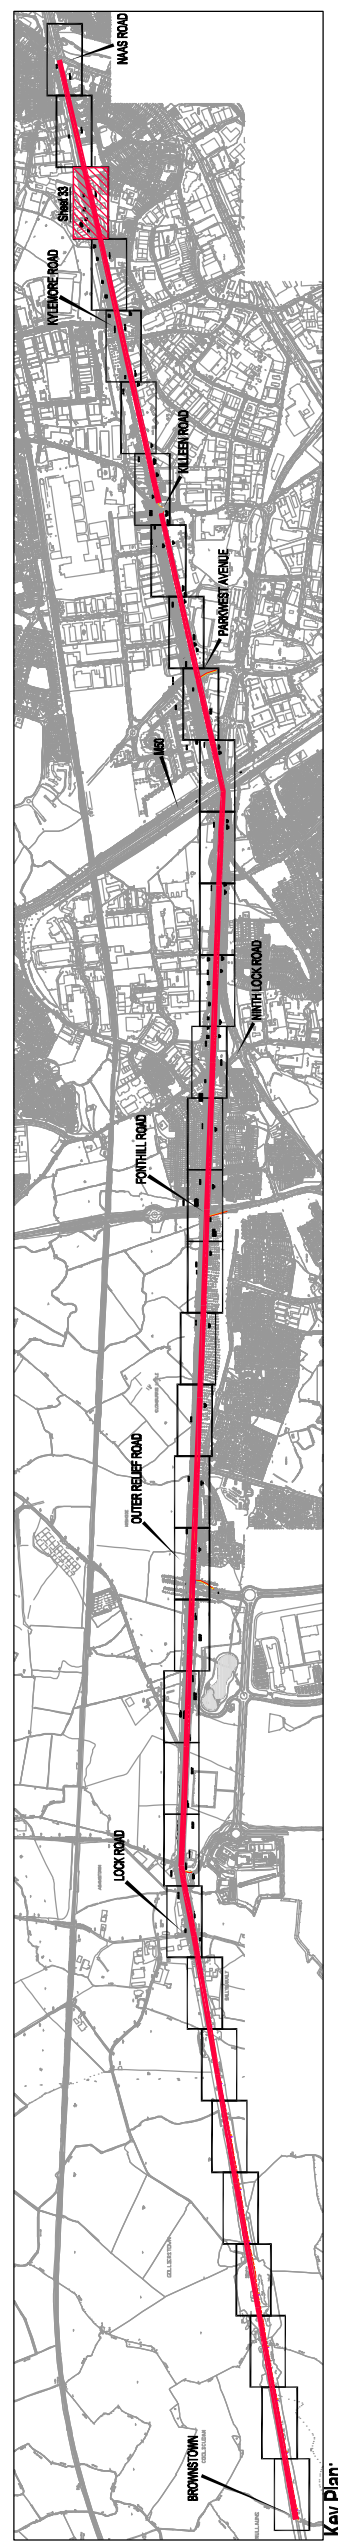 NAAS ROAD
Sheet 33
KYLEMORE ROAD
KILLEEN ROAD
PARKWEST AVENUE
M50
NINTH LOCK ROAD
FONTHILL ROAD
OUTER RELIEF ROAD
LOCK ROAD
BROWNSTOWN
Key Plan: